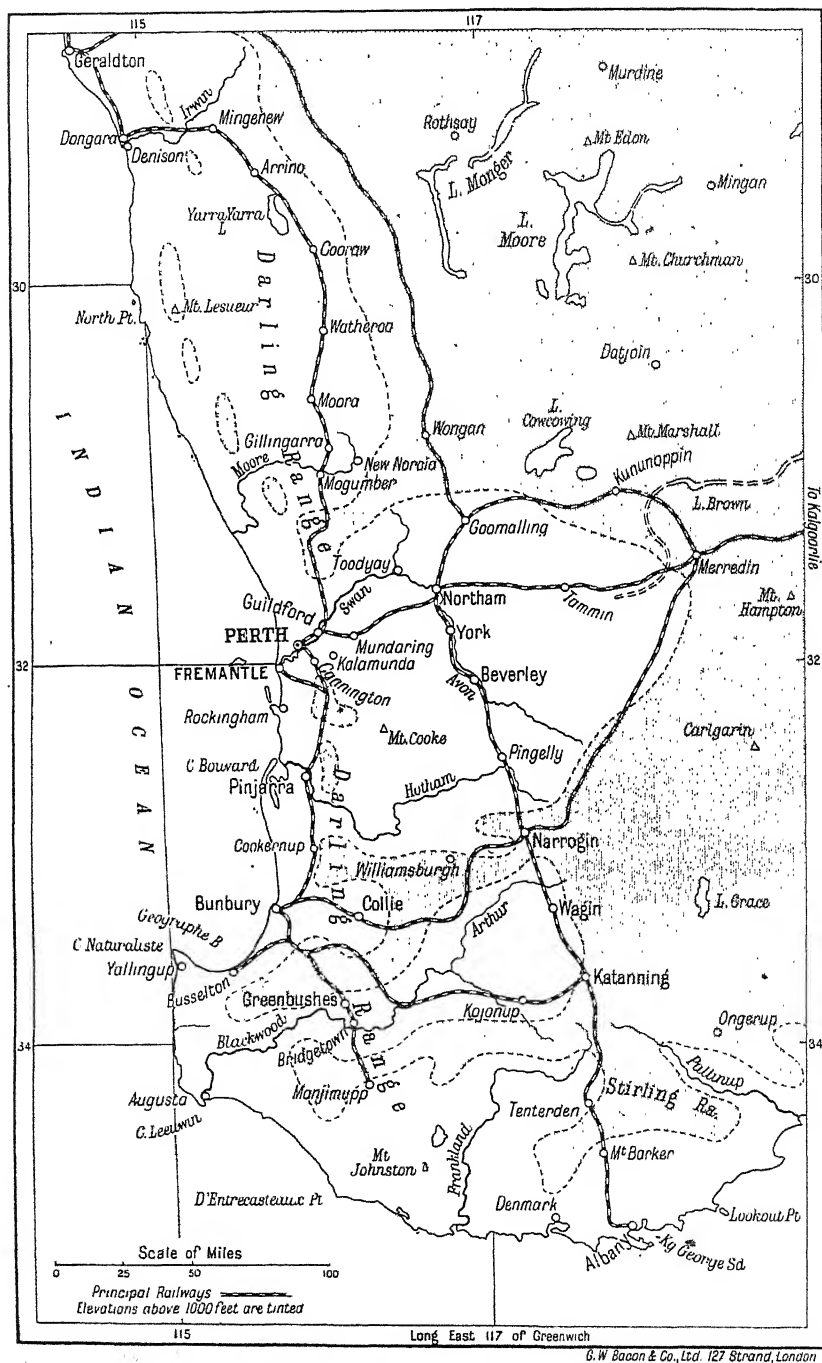 115
117
Geraldton
Murdine
Irwin
Mingenew
Rothsay
Dongara
Denison
Mt Edon
Arrino
L. Monger
Mingan
Yarra Yarra
L
L.
Moore
Cooraw
Mt. Churchman
Darling
30
30
Mt. Lesueur
North Pt.
Watheroa
Datjoin
Moora
L.
Cowcowing
Gillingarra
Wongan
Mt. Marshall
Moore
New Norcia
Kununoppin
Range
Mogumber
L. Brown
To Kalgoorlie
INDIAN OCEAN
Goomalling
Toodyay
Merredin
Swan
Northam
Tammin
Mt.
Hampton
Guildford
York
PERTH
Mundaring
Kalamunda
32
32
FREMANTLE
Cannington
Beverley
Avon
Rockingham
Mt. Cooke
Carlgarin
C Bouvard
Pingelly
Pinjarra
Hotham
Darling
Narrogin
Cookernup
Williamsburgh
Bunbury
Collie
Wagin
L. Grace
Geographe B
Arthur
C Naturaliste
Yallingup
Busselton
Katanning
Greenbushes
Kojonup
Range
Ongerup
34
34
Blackwood
Bridgetown
Pallinup
Manjimupp
Stirling Ra.
Augusta
Tenterden
C. Leeuwin
Frankland
Mt Barker
Mt
Johnston
D'Entrecasteaux Pt
Denmark
Lookout Pt
Albany
Kg George Sd
Scale of Miles
0 25 50 100
Principal Railways
Elevations above 1000 feet are tinted
115
Long East 117 of Greenwich
G. W Bacon & Co., Ltd. 127 Strand, London